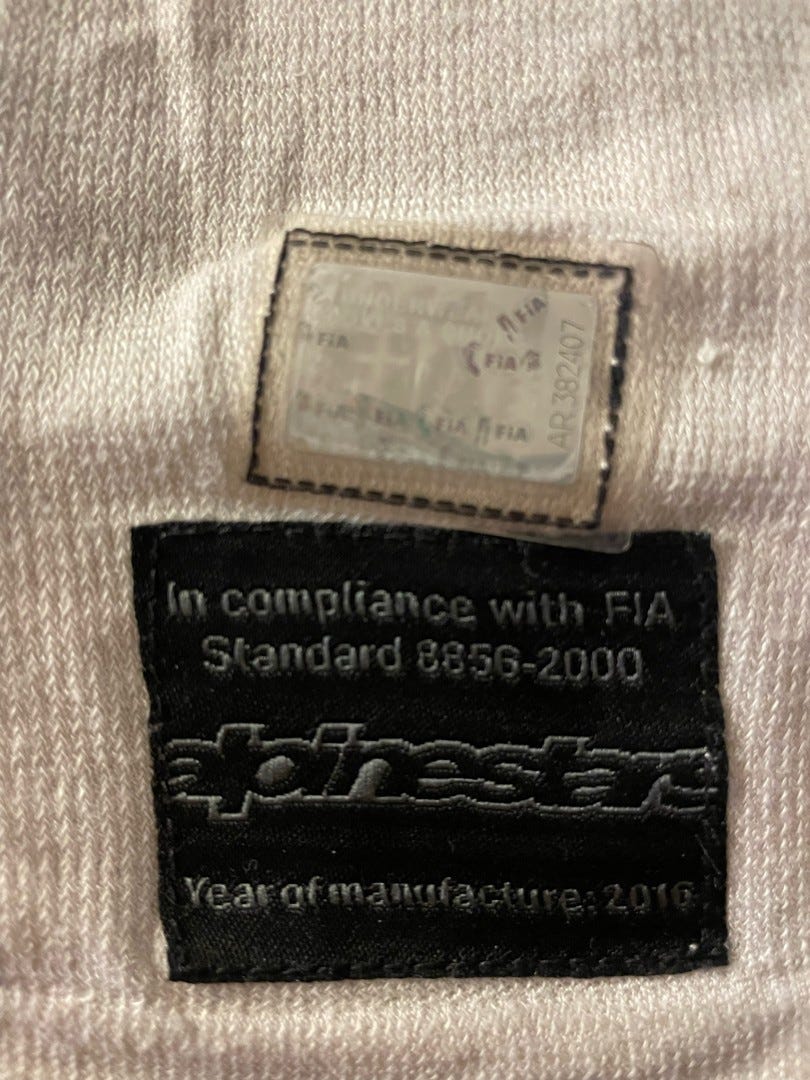 FIA
FIA
FIA
FIA FIA FIA
AR.382407
In compliance with FIA
Standard 8856-2000
alpinestars
Year of manufacture: 2016